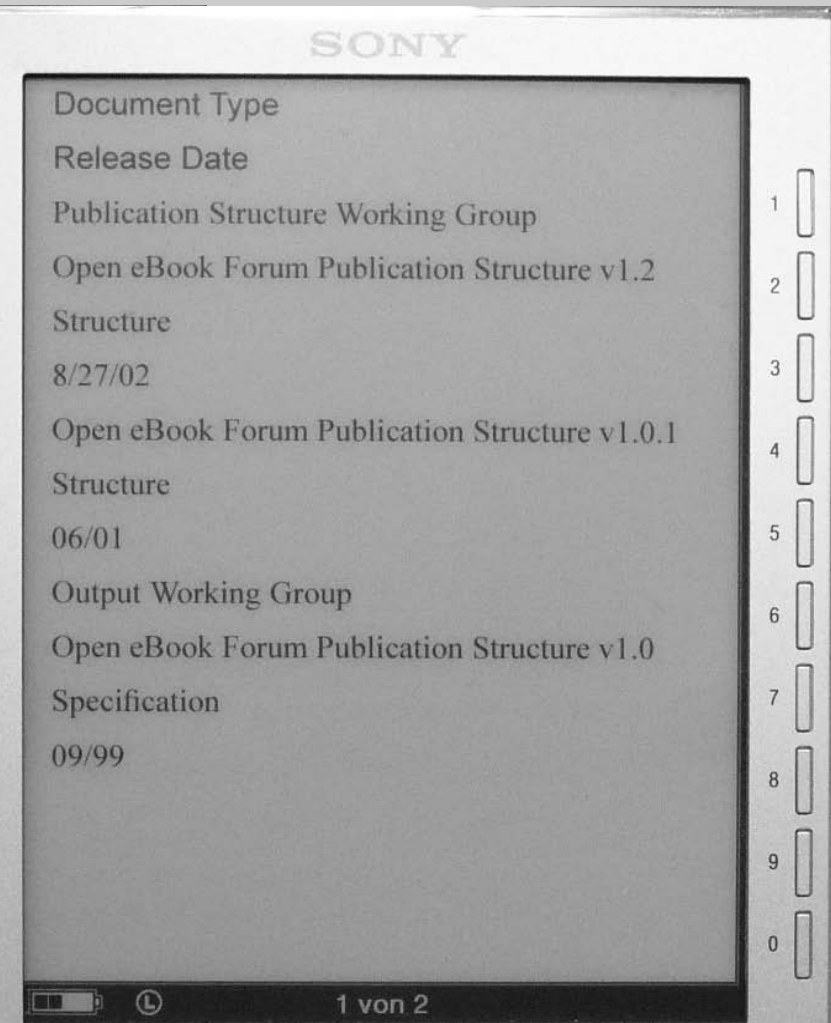 SONY
Document Type
Release Date
Publication Structure Working Group
Open eBook Forum Publication Structure v1.2
Structure
8/27/02
Open eBook Forum Publication Structure v1.0.1
Structure
06/01
Output Working Group
Open eBook Forum Publication Structure v1.0
Specification
09/99
1
2
3
4
5
6
7
8
9
0
L
1 von 2